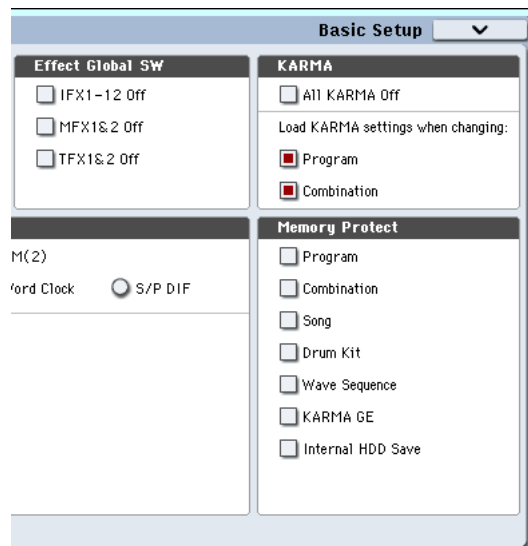 Basic Setup
Effect Global SW
IFX1-12 Off
MFX1&2 Off
TFX1&2 Off
KARMA
All KARMA Off
Load KARMA settings when changing:
Program
Combination
M(2)
ord Clock
S/P DIF
Memory Protect
Program
Combination
Song
Drum Kit
Wave Sequence
KARMA GE
Internal HDD Save